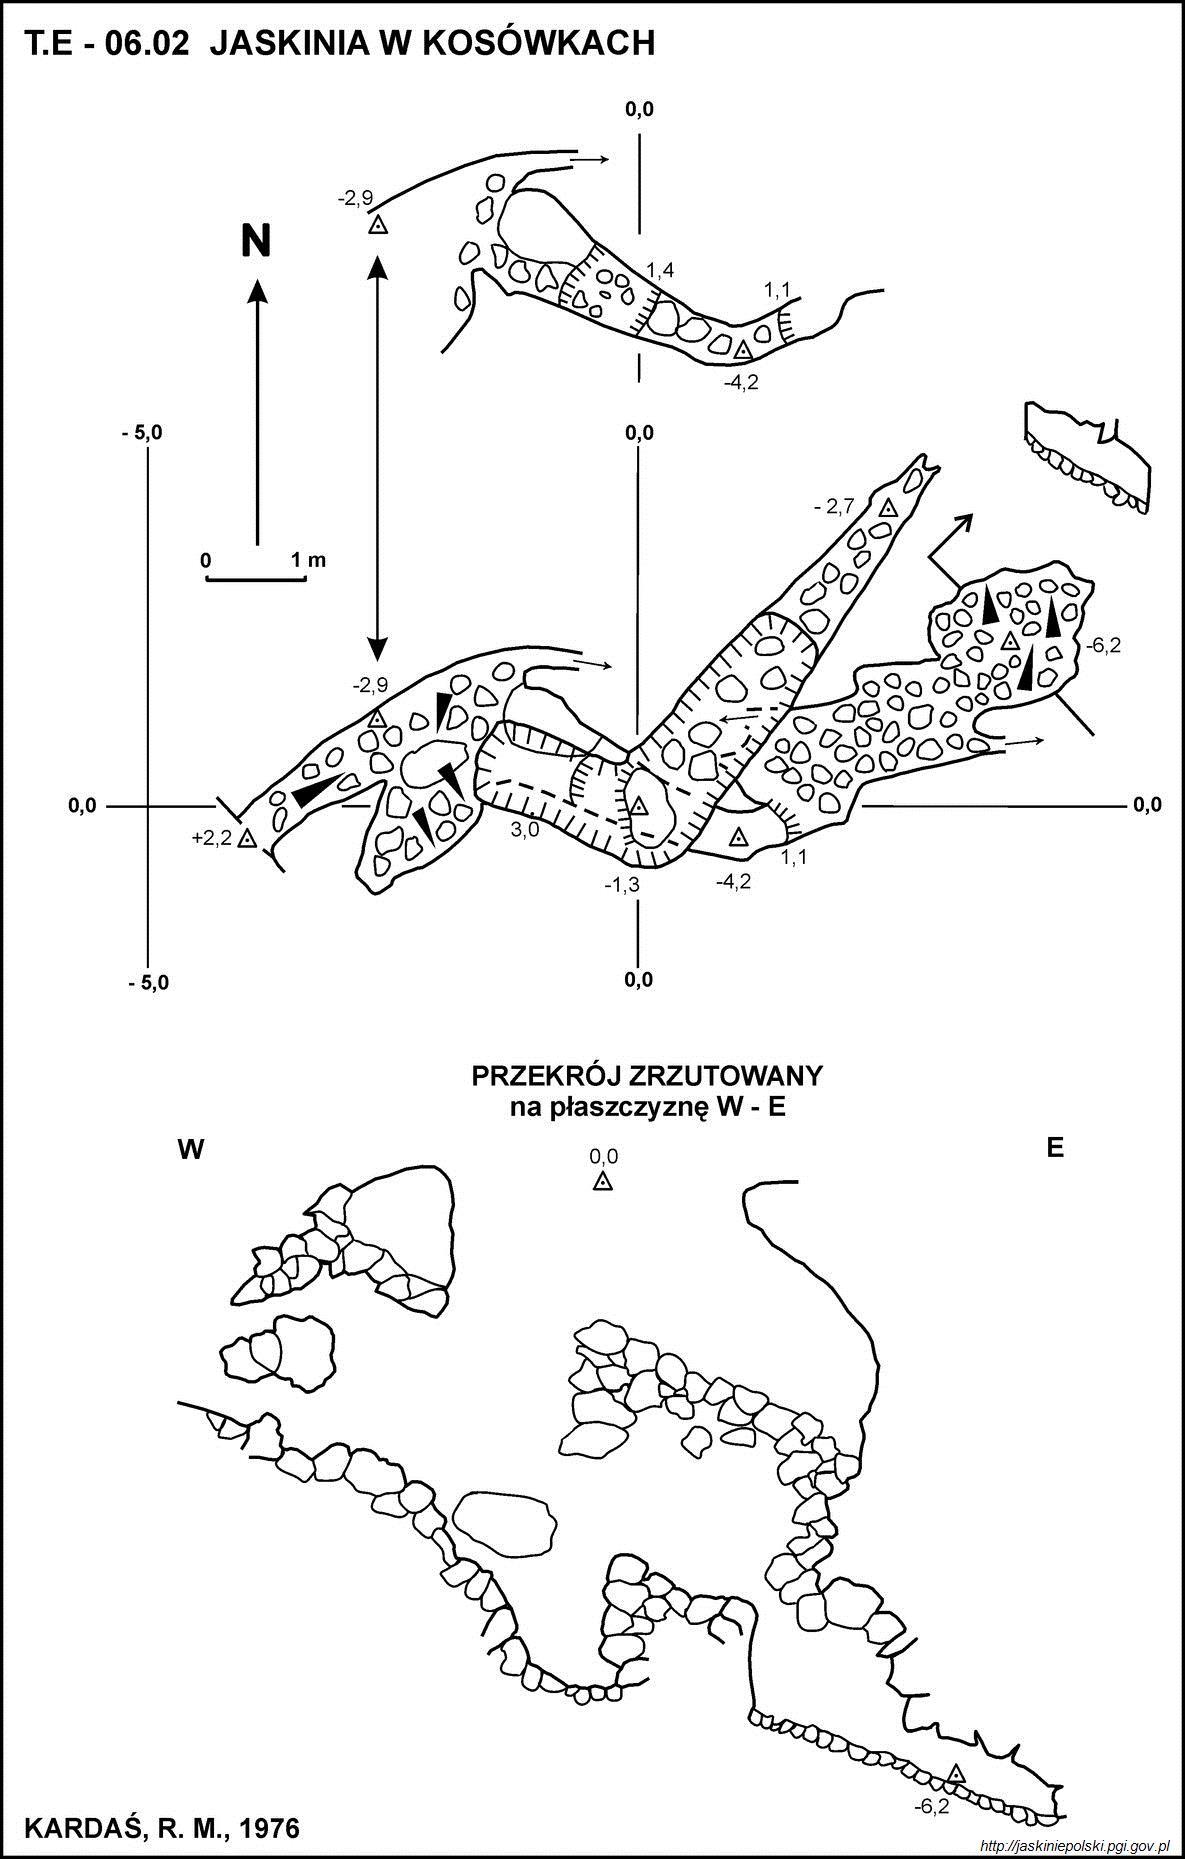 T.E - 06.02 JASKINIA W KOSÓWKACH
0,0
-2,9
N
1,4
1,1
-4,2
- 5,0
0,0
- 2,7
0 1 m
-6,2
-2,9
0,0
0,0
+2,2
3,0
1,1
-1,3
-4,2
- 5,0
0,0
PRZEKRÓJ ZRZUTOWANY
na płaszczyznę W - E
W
E
0,0
-6,2
KARDAŚ, R. M., 1976
http://jaskiniepolski.pgi.gov.pl